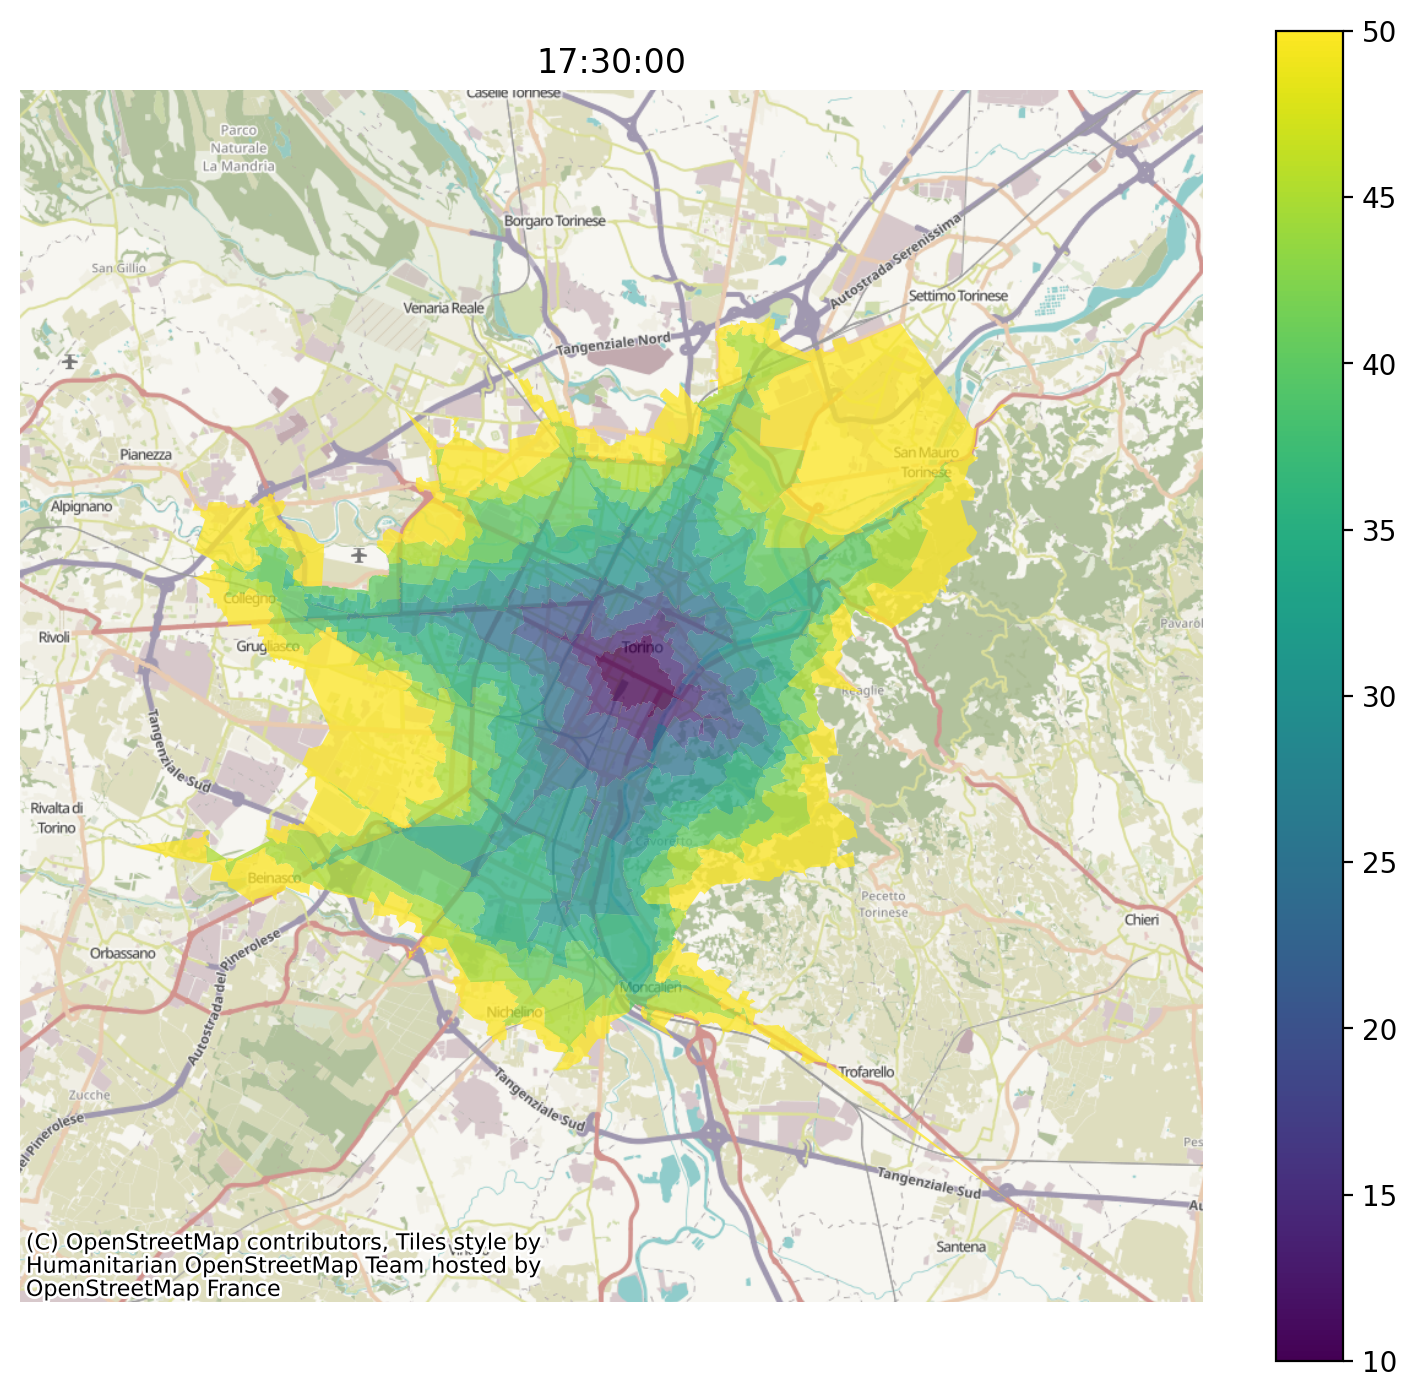 17:30:00
50
Caselle Torinese
Parco
Naturale
La Mandria
45
Borgaro Torinese
Autostrada Serenissima
San Gillio
Settimo Torinese
Venaria Reale
Tangenziale Nord
40
Pianezza
San Mauro
Torinese
Alpignano
35
Collegno
Rivoli
Grugliasco
Torino
Reaglie
30
Tangenziale Sud
Rivalta di
Torino
Cavoretto
25
Beinasco
Pecetto
Torinese
Chieri
Orbassano
Autostrada del Pinerolese
Moncalieri
Nichelino
20
Zucche
Trofarello
Tangenziale Sud
el Pinerolese
Pes
Tangenziale Sud
Au
15
Santena
(C) OpenStreetMap contributors, Tiles style by
Humanitarian OpenStreetMap Team hosted by
OpenStreetMap France
10